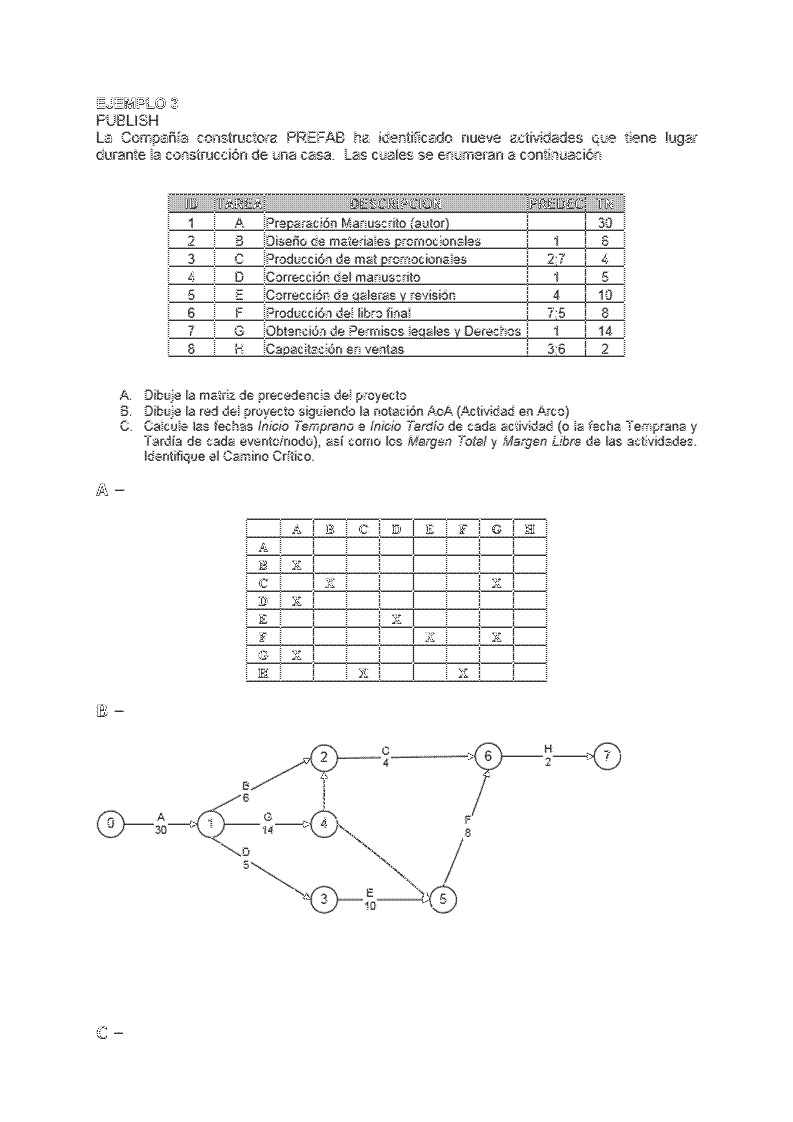 EJEMPLO 3
PUBLISH
La Compañía constructora PREFAB ha identificado nueve actividades que tiene lugar
durante la construcción de una casa. Las cuales se enumeran a continuación
ID TAREA DESCRIPCION PREDEC TN
1 A Preparación Manuscrito (autor) 30
2 B Diseño de materiales promocionales 1 6
3 C Producción de mat promocionales 2;7 4
4 D Corrección del manuscrito 1 5
5 E Corrección de galeras y revisión 4 10
6 F Producción del libro final 7;5 8
7 G Obtención de Permisos legales y Derechos 1 14
8 H Capacitación en ventas 3;6 2
A. Dibuje la matriz de precedencia del proyecto
B. Dibuje la red del proyecto siguiendo la notación AoA (Actividad en Arco)
C. Calcule las fechas Inicio Temprano e Inicio Tardío de cada actividad (o la fecha Temprana y
Tardía de cada evento/nodo), así como los Margen Total y Margen Libre de las actividades.
Identifique el Camino Crítico.
A –
A B C D E F G H
A
B X
C X X
D X
E X
F X X
G X
H X X
B –
2 C 4 6 H 2 7
B 6
0 A 30 1 G 14 4
F 8
D 5
3 E 10 5
C –